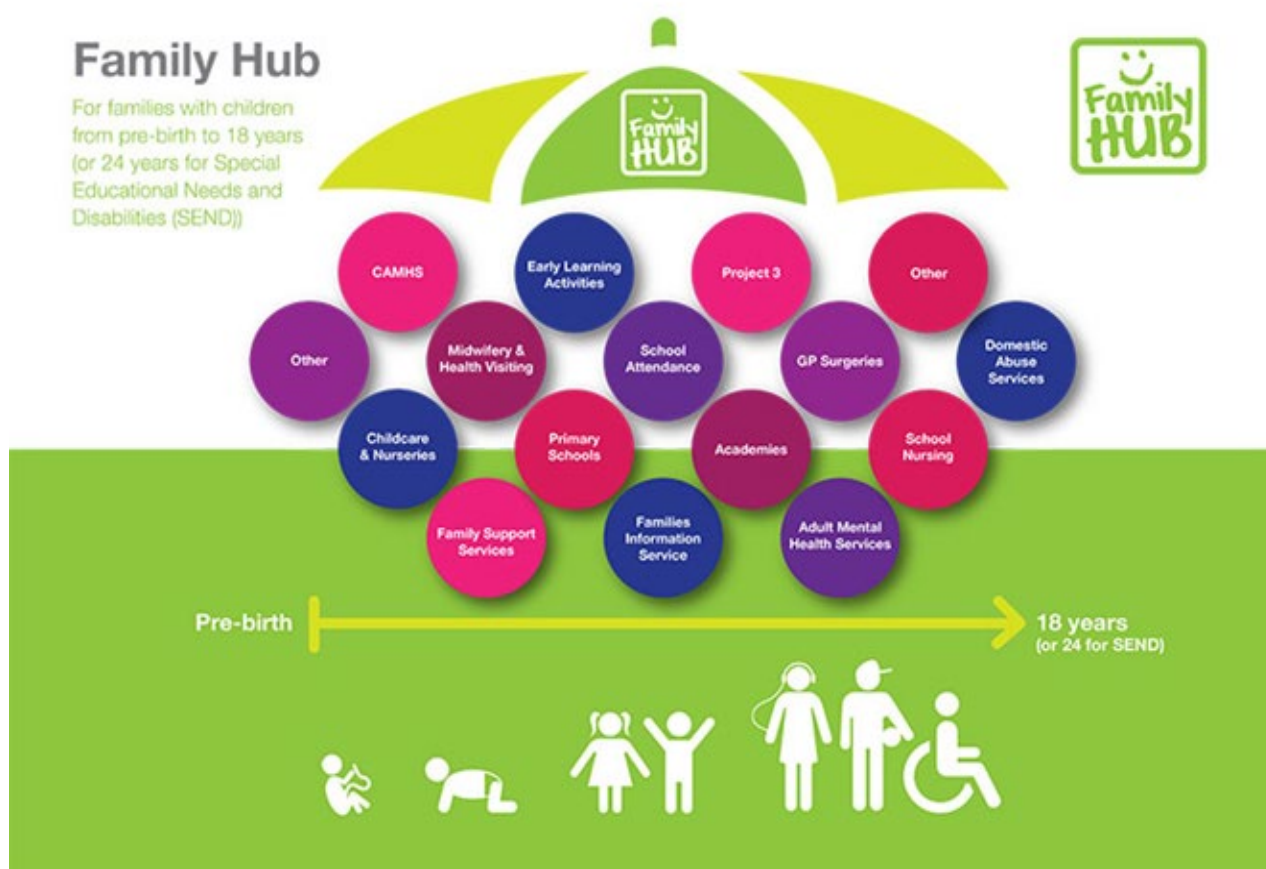 Family Hub
For families with children
from pre-birth to 18 years
(or 24 years for Special
Educational Needs and
Disabilities (SEND))
Family
HUB
Family
HUB
CAMHS
Early Learning
Activities
Project 3
Other
Other
Midwifery &
Health Visiting
School
Attendance
GP Surgeries
Domestic
Abuse
Services
Childcare
& Nurseries
Primary
Schools
Academies
School
Nursing
Family Support
Services
Families
Information
Service
Adult Mental
Health Services
Pre-birth
18 years
(or 24 for SEND)